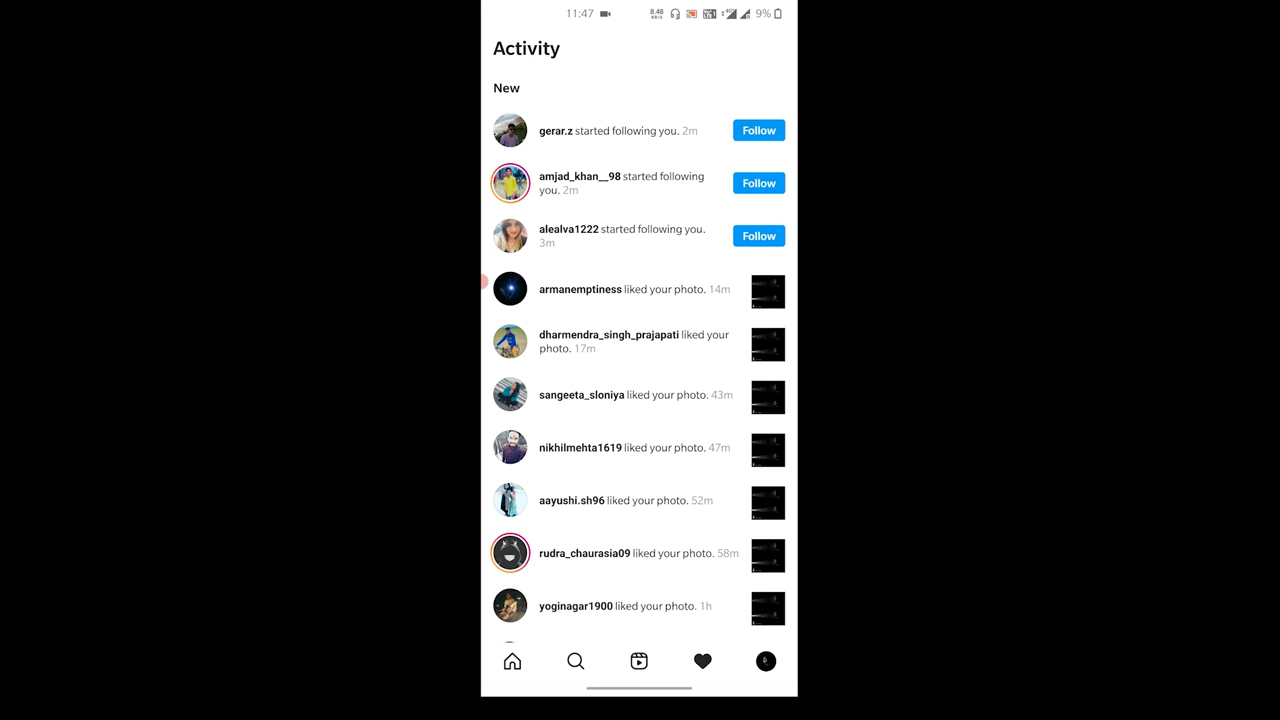 11:47 8.48 KB/S 9%
Activity
New
gerar.z started following you. 2m Follow
amjad_khan__98 started following
you. 2m
Follow
alealva1222 started following you.
3m
Follow
armanemptiness liked your photo. 14m
dharmendra_singh_prajapati liked your
photo. 17m
sangeeta_sloniya liked your photo. 43m
nikhilmehta1619 liked your photo. 47m
aayushi.sh96 liked your photo. 52m
rudra_chaurasia09 liked your photo. 58m
yoginagar1900 liked your photo. 1h